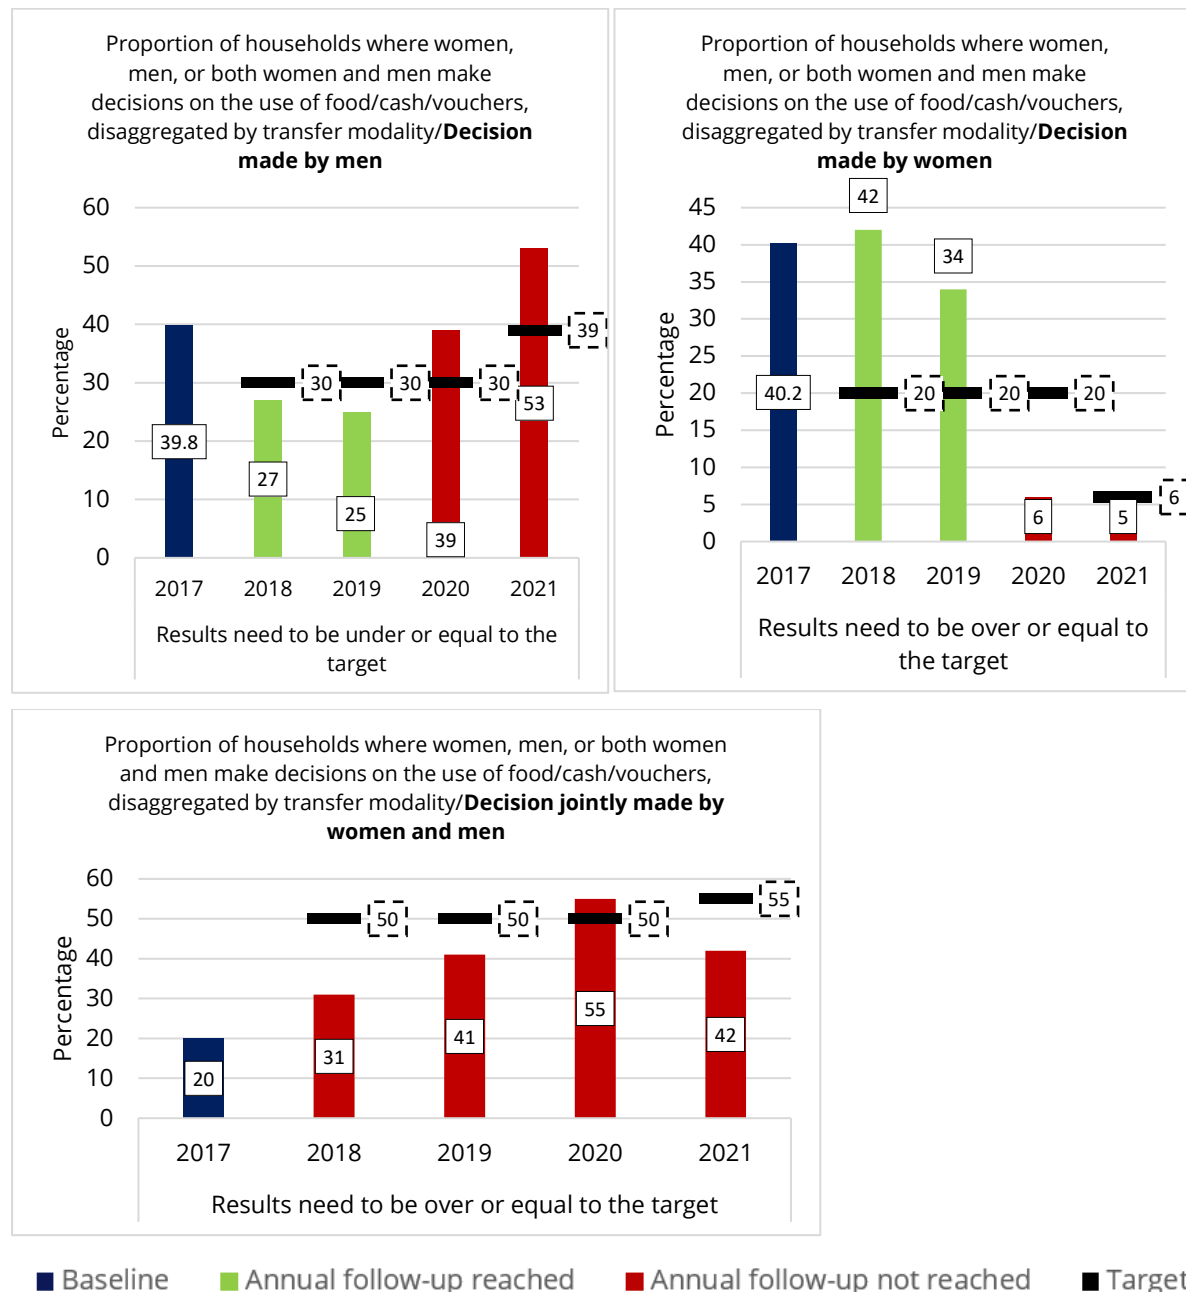 Proportion of households where women,
men, or both women and men make
decisions on the use of food/cash/vouchers,
disaggregated by transfer modality/Decision
made by men
60
50
40
30
20
10
0
Percentage
39.8
27
25
39
53
30
30
30
39
2017 2018 2019 2020 2021
Results need to be under or equal to the
target
Proportion of households where women,
men, or both women and men make
decisions on the use of food/cash/vouchers,
disaggregated by transfer modality/Decision
made by women
45
40
35
30
25
20
15
10
5
0
Percentage
40.2
42
34
6
5
20
20
20
6
2017 2018 2019 2020 2021
Results need to be over or equal to
the target
Proportion of households where women, men, or both women
and men make decisions on the use of food/cash/vouchers,
disaggregated by transfer modality/Decision jointly made by
women and men
60
50
40
30
20
10
0
Percentage
20
31
41
55
42
50
50
50
55
2017 2018 2019 2020 2021
Results need to be over or equal to the target
Baseline Annual follow-up reached Annual follow-up not reached Target